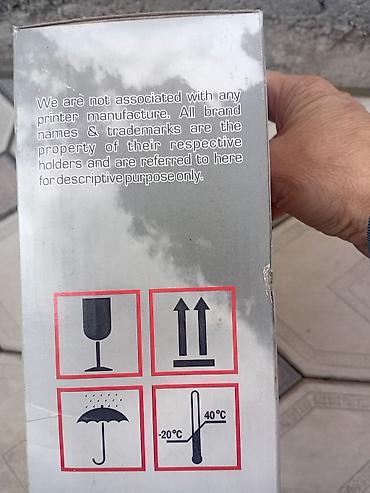 We are not associated with any
printer manufacture. All brand
names & trademarks are the
property of their respective
holders and are referred to here
for descriptive purpose only.
40°C
-20°C